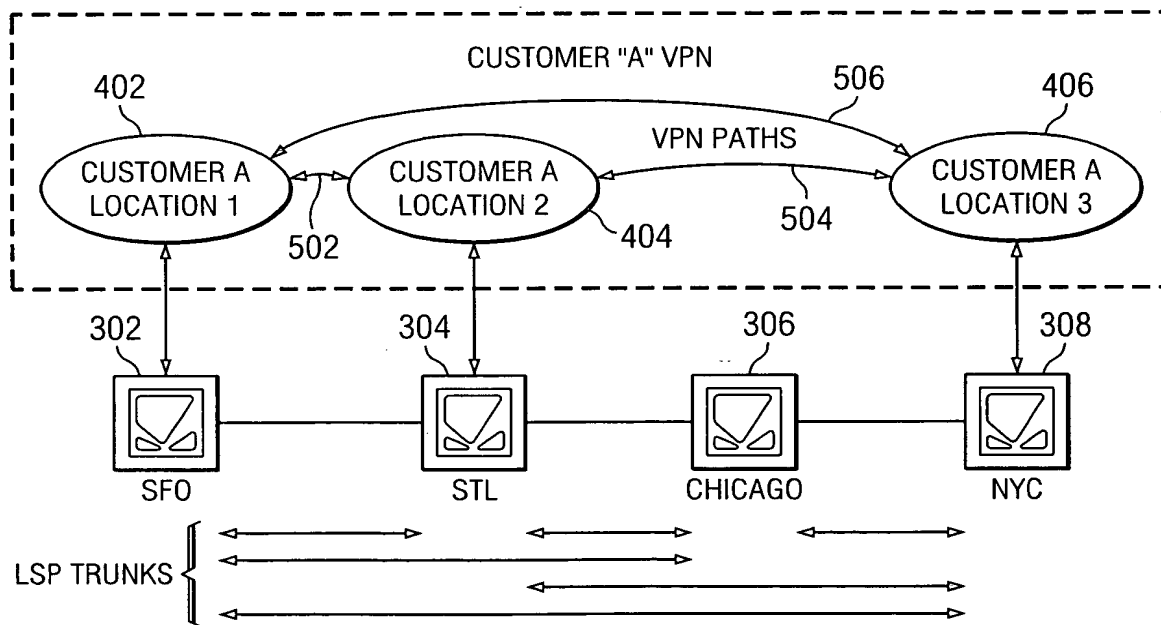 CUSTOMER "A" VPN
402
506
406
VPN PATHS
CUSTOMER A
LOCATION 1
CUSTOMER A
LOCATION 2
CUSTOMER A
LOCATION 3
502
404
504
302
304
306
308
SFO
STL
CHICAGO
NYC
LSP TRUNKS